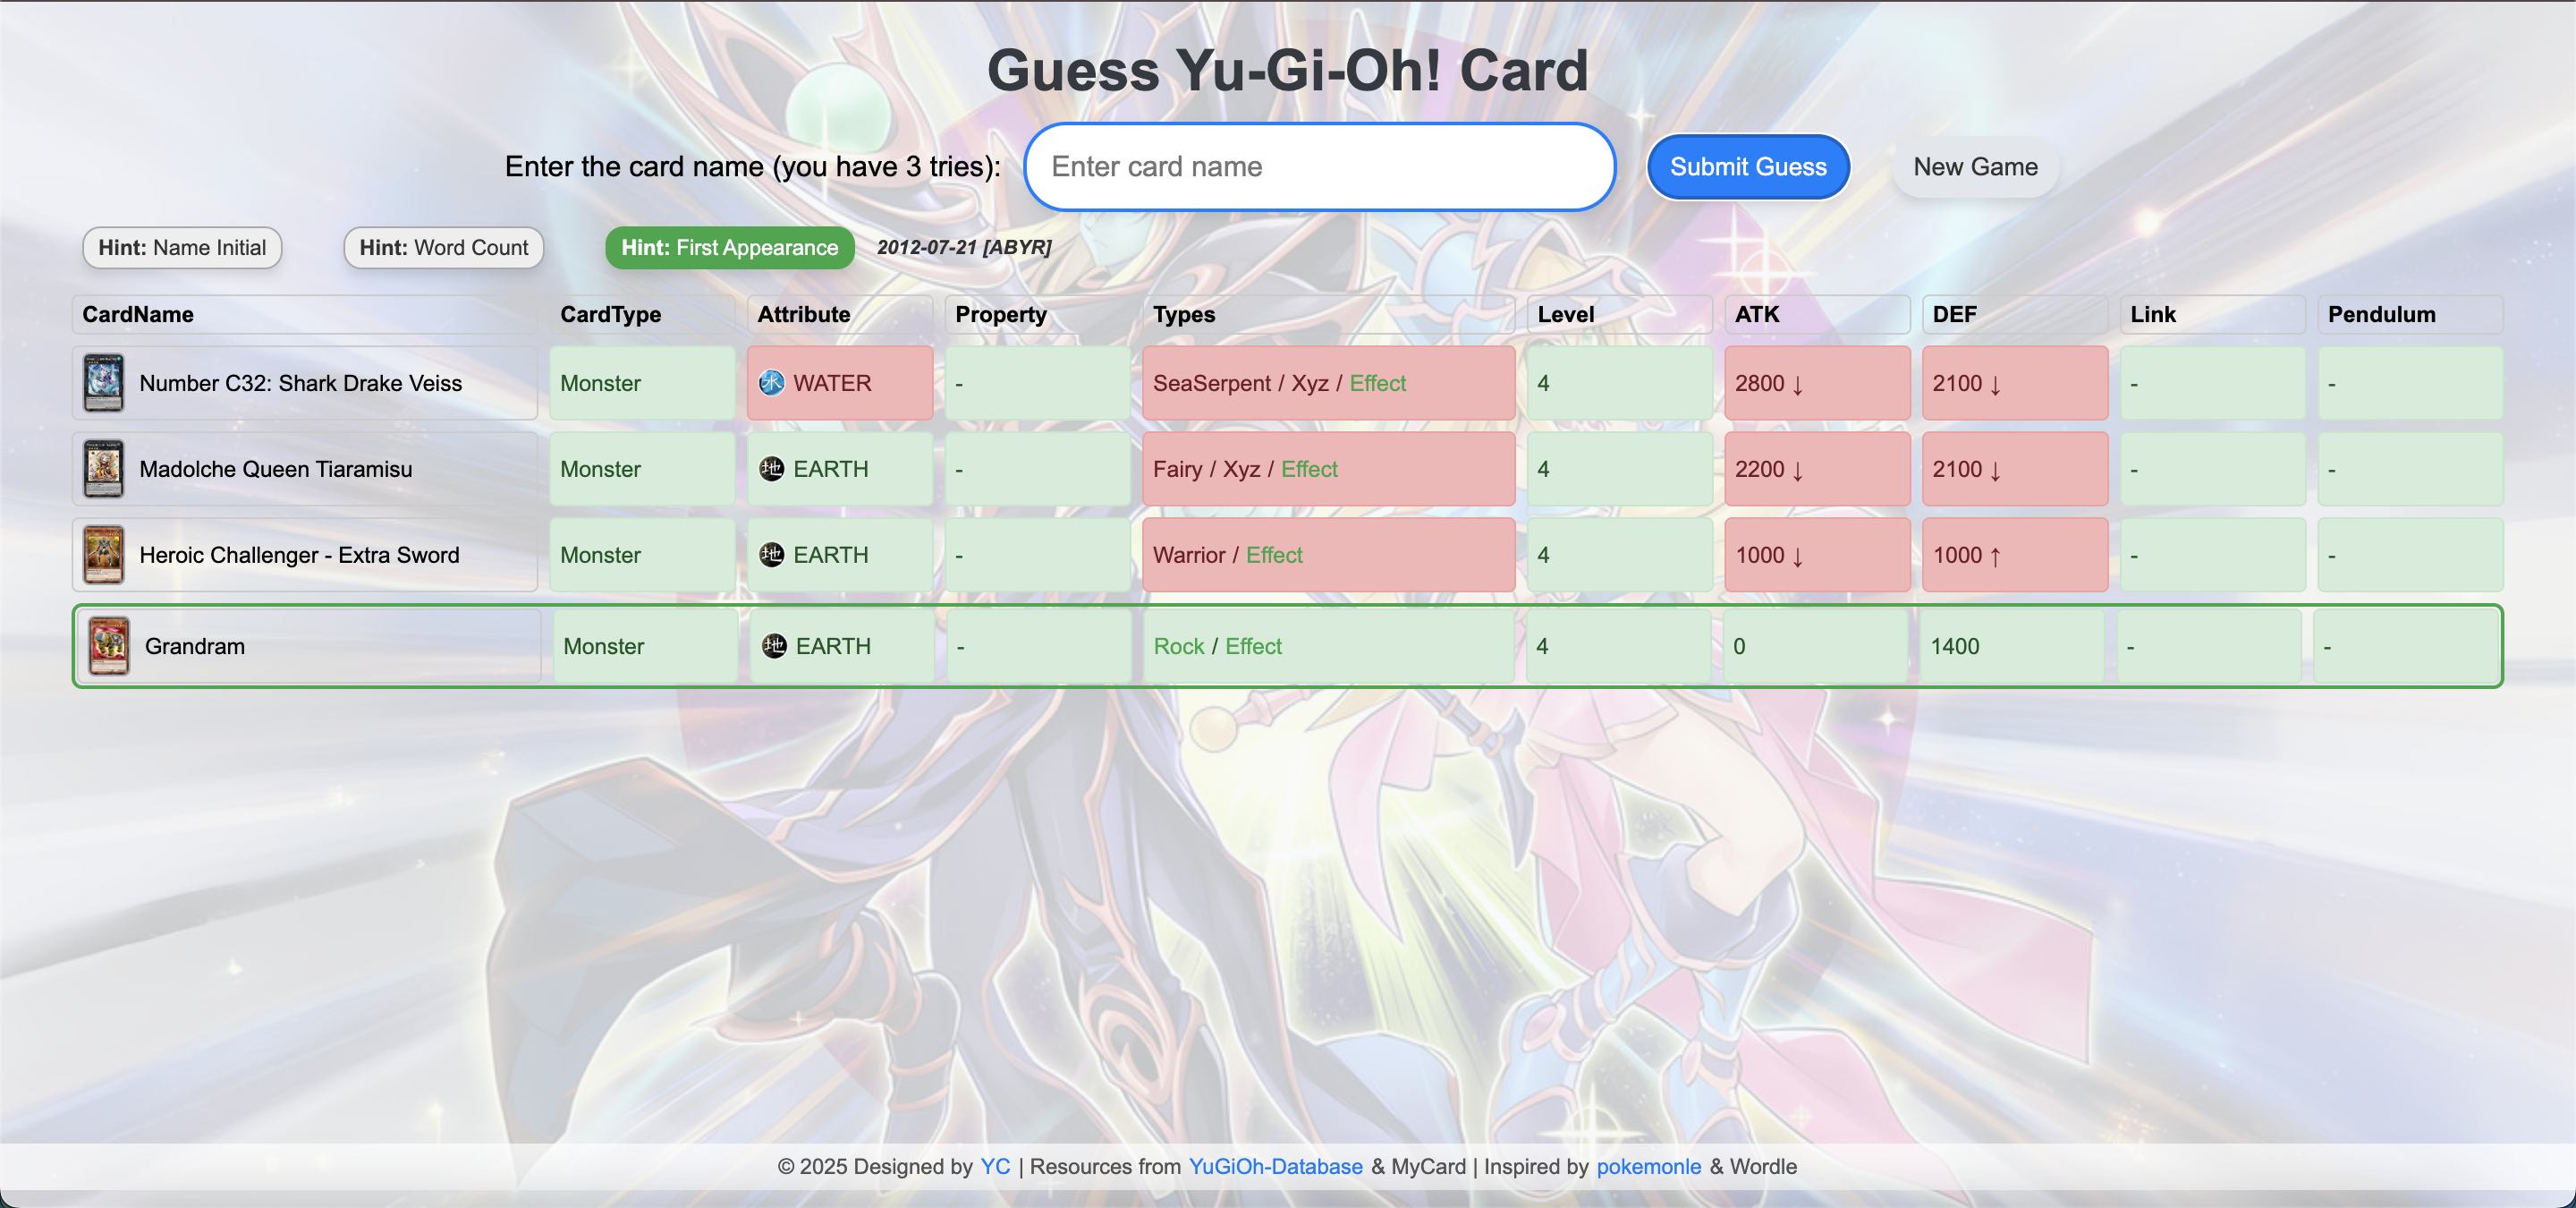 Guess Yu-Gi-Oh! Card
Enter the card name (you have 3 tries): Enter card name Submit Guess New Game
Hint: Name Initial Hint: Word Count Hint: First Appearance 2012-07-21 [ABYR]
CardName CardType Attribute Property Types Level ATK DEF Link Pendulum
Number C32: Shark Drake Veiss Monster 水 WATER - SeaSerpent / Xyz / Effect 4 2800 ↓ 2100 ↓ - -
Madolche Queen Tiaramisu Monster 地 EARTH - Fairy / Xyz / Effect 4 2200 ↓ 2100 ↓ - -
Heroic Challenger - Extra Sword Monster 地 EARTH - Warrior / Effect 4 1000 ↓ 1000 ↑ - -
Grandram Monster 地 EARTH - Rock / Effect 4 0 1400 - -
© 2025 Designed by YC | Resources from YuGiOh-Database & MyCard | Inspired by pokemonle & Wordle